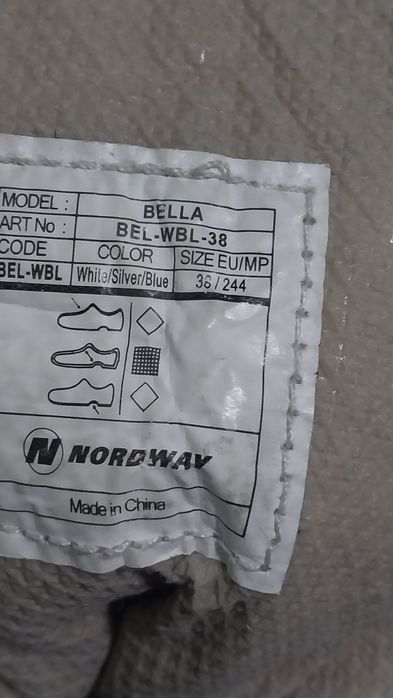 MODEL : BELLA
ART No : BEL-WBL-38
CODE COLOR SIZE EU/MP
BEL-WBL White/Silver/Blue 38/244
N NORDWAY
Made in China